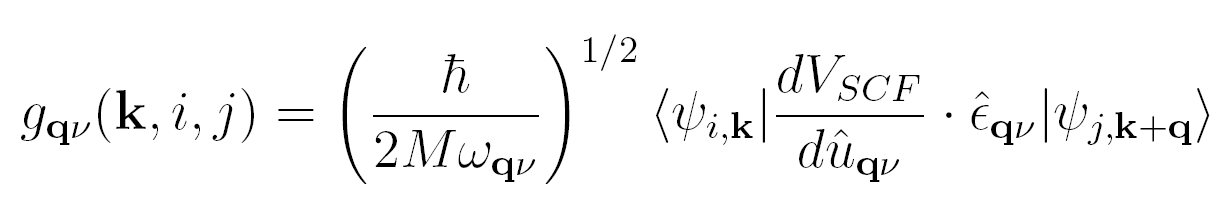 g_{\mathbf{q}\nu}(\mathbf{k}, i, j) = \left( \frac{\hbar}{2M\omega_{\mathbf{q}\nu}} \right)^{1/2} \langle \psi_{i,\mathbf{k}} | \frac{dV_{SCF}}{d\hat{u}_{\mathbf{q}\nu}} \cdot \hat{\epsilon}_{\mathbf{q}\nu} | \psi_{j,\mathbf{k}+\mathbf{q}} \rangle